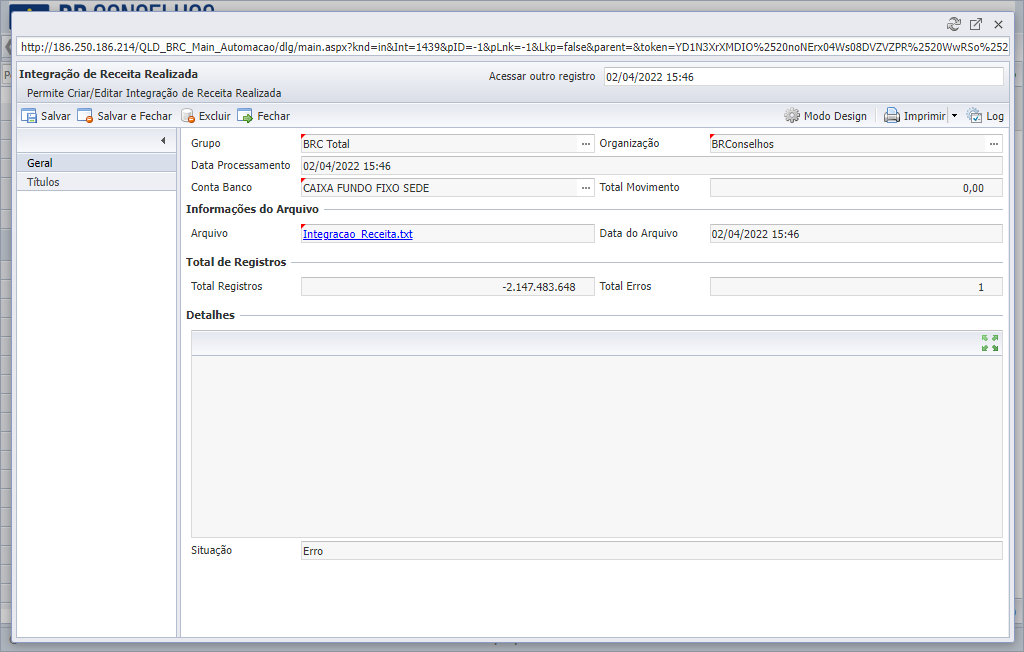 http://186.250.186.214/QLD_BRC_Main_Automacao/dlg/main.aspx?knd=in&Int=1439&pID=-1&pLnk=-1&Lkp=false&parent=&token=YD1N3XrXMDIO%2520noNErx04Ws08DVZVZPR%2520WwRSo%252
Integração de Receita Realizada Acessar outro registro 02/04/2022 15:46
Permite Criar/Editar Integração de Receita Realizada
Salvar Salvar e Fechar Excluir Fechar Modo Design Imprimir Log
Geral
Títulos
Grupo BRC Total ... Organização BRConselhos ...
Data Processamento 02/04/2022 15:46
Conta Banco CAIXA FUNDO FIXO SEDE ... Total Movimento 0,00
Informações do Arquivo
Arquivo Integracao_Receita.txt Data do Arquivo 02/04/2022 15:46
Total de Registros
Total Registros -2.147.483.648 Total Erros 1
Detalhes
Situação Erro